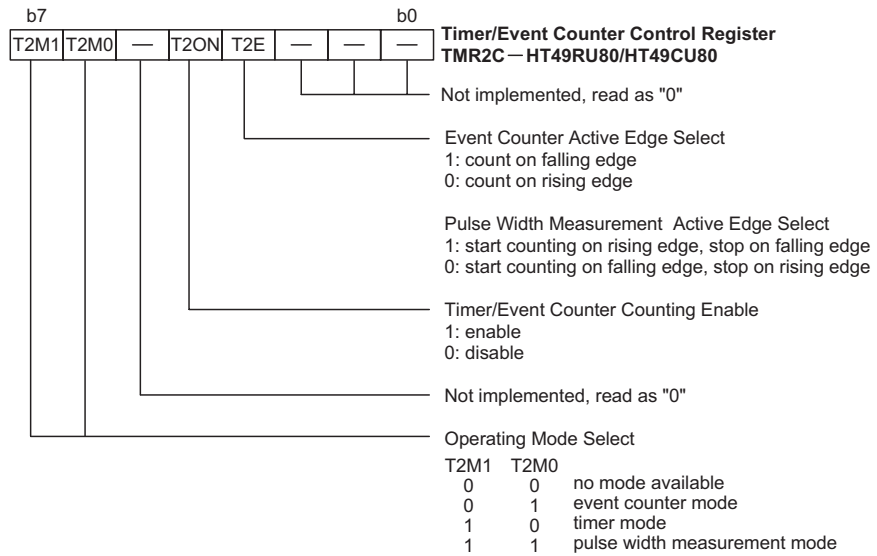 b7 b0
T2M1 T2M0 — T2ON T2E — — —
Timer/Event Counter Control Register
TMR2C—HT49RU80/HT49CU80
Not implemented, read as "0"
Event Counter Active Edge Select
1: count on falling edge
0: count on rising edge
Pulse Width Measurement Active Edge Select
1: start counting on rising edge, stop on falling edge
0: start counting on falling edge, stop on rising edge
Timer/Event Counter Counting Enable
1: enable
0: disable
Not implemented, read as "0"
Operating Mode Select
T2M1 T2M0
0 0 no mode available
0 1 event counter mode
1 0 timer mode
1 1 pulse width measurement mode